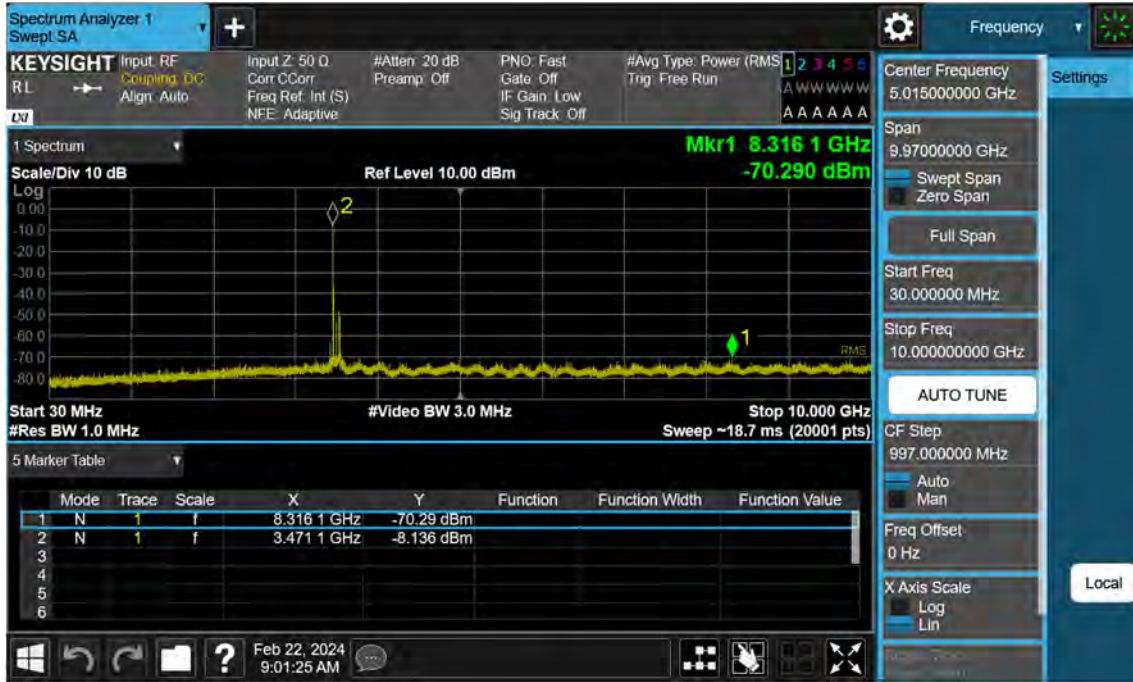 Spectrum Analyzer 1
Swept SA
+
Frequency
KEYSIGHT
RL
LXI
Input: RF
Coupling: DC
Align: Auto
Input Z: 50 Ω
Corr CCorr
Freq Ref: Int (S)
NFE: Adaptive
#Atten: 20 dB
Preamp: Off
PNO: Fast
Gate: Off
IF Gain: Low
Sig Track: Off
#Avg Type: Power (RMS
Trig: Free Run
1 2 3 4 5 6
A W W W W W
A A A A A A
1 Spectrum
Scale/Div 10 dB
Ref Level 10.00 dBm
Mkr1 8.316 1 GHz
-70.290 dBm
Log
0.00
-10.0
-20.0
-30.0
-40.0
-50.0
-60.0
-70.0
-80.0
2
1
RMS
Start 30 MHz
#Video BW 3.0 MHz
Stop 10.000 GHz
#Res BW 1.0 MHz
Sweep ~18.7 ms (20001 pts)
5 Marker Table
Mode Trace Scale X Y Function Function Width Function Value
1 N 1 f 8.316 1 GHz -70.29 dBm
2 N 1 f 3.471 1 GHz -8.136 dBm
3
4
5
6
Feb 22, 2024
9:01:25 AM
?
Center Frequency
5.015000000 GHz
Span
9.97000000 GHz
Swept Span
Zero Span
Full Span
Start Freq
30.000000 MHz
Stop Freq
10.000000000 GHz
AUTO TUNE
CF Step
997.000000 MHz
Auto
Man
Freq Offset
0 Hz
X Axis Scale
Log
Lin
Settings
Local